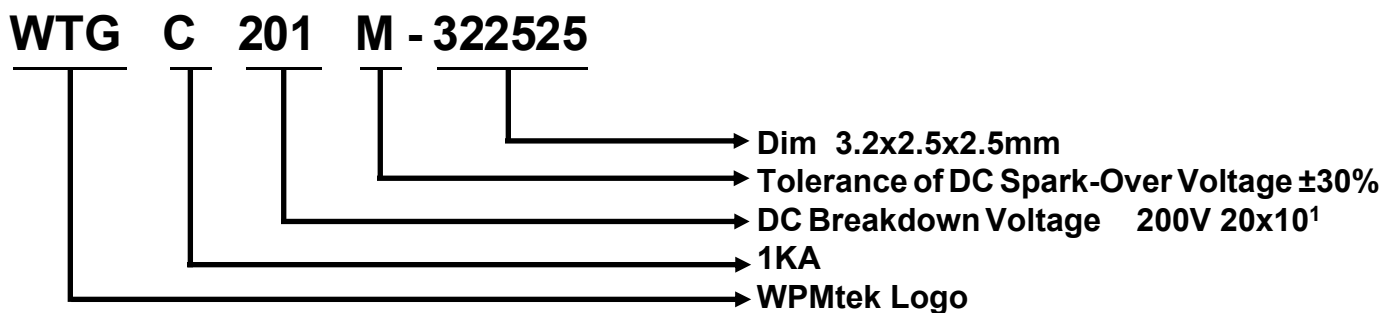 WTG C 201 M - 322525
Dim 3.2x2.5x2.5mm
Tolerance of DC Spark-Over Voltage ±30%
DC Breakdown Voltage 200V 20x10¹
1KA
WPMtek Logo